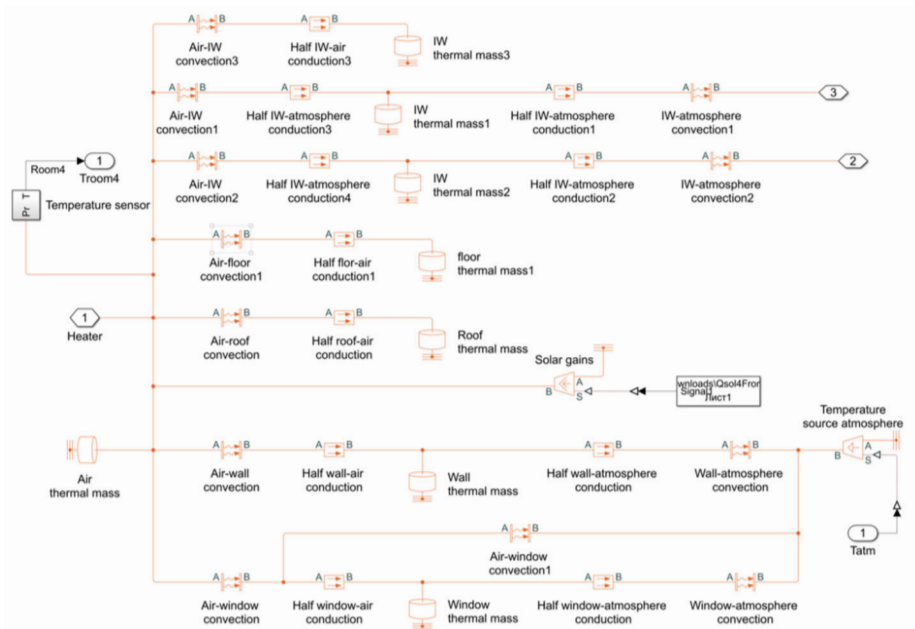 A B A B
Air-IW
convection3
Half IW-air
conduction3
IW
thermal mass3
A B A B A B A B
3
Air-IW
convection1
Half IW-atmosphere
conduction3
IW
thermal mass1
Half IW-atmosphere
conduction1
IW-atmosphere
convection1
Room4
1
Troom4
A B A B A B A B
2
Air-IW
convection2
Half IW-atmosphere
conduction4
IW
thermal mass2
Half IW-atmosphere
conduction2
IW-atmosphere
convection2
Pr T
Temperature sensor
A B A B
Air-floor
convection1
Half flor-air
conduction1
floor
thermal mass1
1
Heater
A B A B
Air-roof
convection
Half roof-air
conduction
Roof
thermal mass
Solar gains
B A S
wnloads\Qsol4Fror
Signal1
Лист1
Temperature
source atmosphere
B A S
Air
thermal mass
A B A B A B A B
Air-wall
convection
Half wall-air
conduction
Wall
thermal mass
Half wall-atmosphere
conduction
Wall-atmosphere
convection
A B
Air-window
convection1
1
Tatm
A B A B A B A B
Air-window
convection
Half window-air
conduction
Window
thermal mass
Half window-atmosphere
conduction
Window-atmosphere
convection